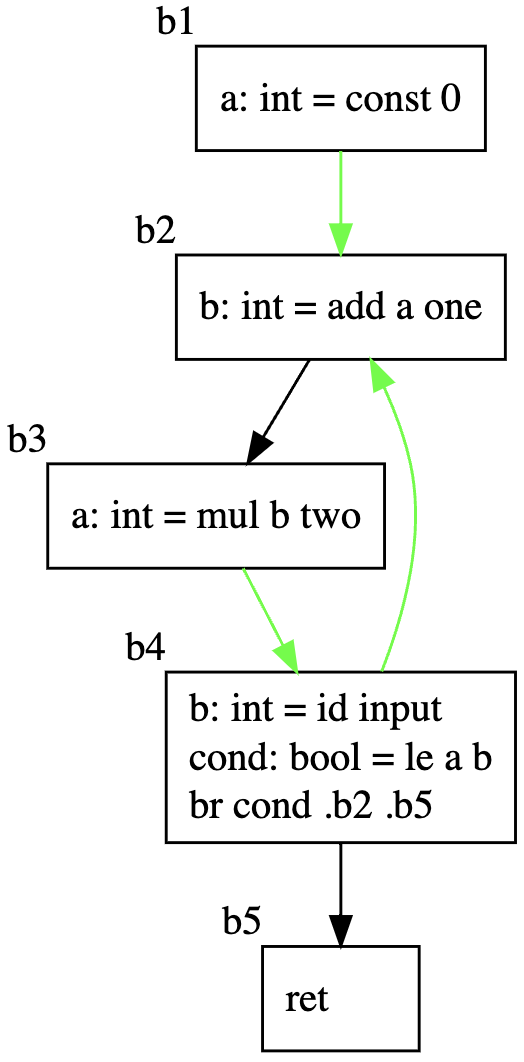 b1
a: int = const 0
b2
b: int = add a one
b3
a: int = mul b two
b4
b: int = id input
cond: bool = le a b
br cond .b2 .b5
b5
ret